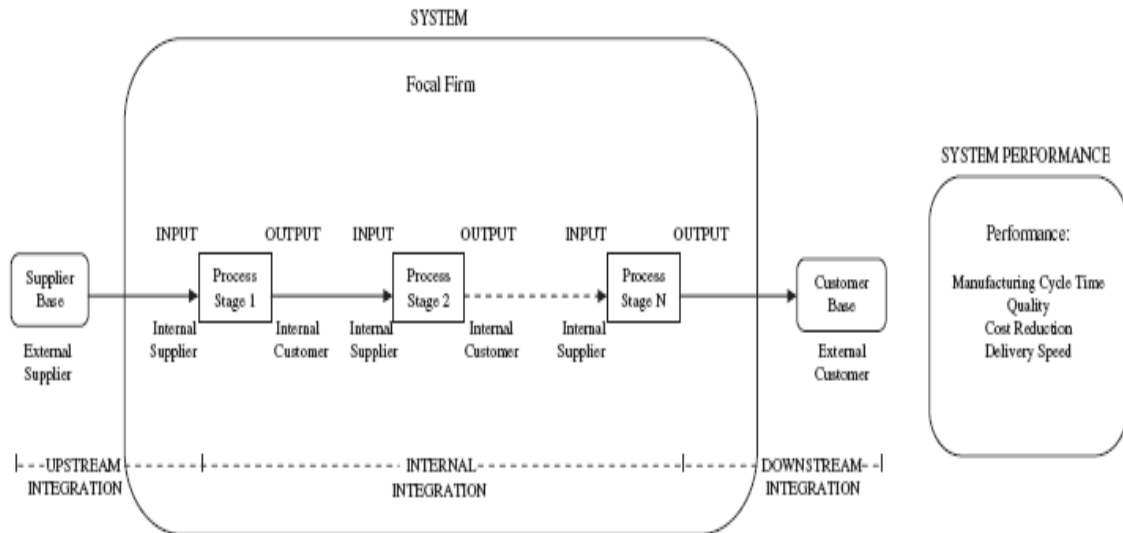 SYSTEM
Focal Firm
SYSTEM PERFORMANCE
INPUT OUTPUT INPUT OUTPUT INPUT OUTPUT
Supplier
Base
Process
Stage 1
Process
Stage 2
Process
Stage N
Customer
Base
External
Supplier
Internal
Supplier
Internal
Customer
Internal
Supplier
Internal
Customer
Internal
Supplier
External
Customer
Performance:
Manufacturing Cycle Time
Quality
Cost Reduction
Delivery Speed
UPSTREAM
INTEGRATION
INTERNAL
INTEGRATION
DOWNSTREAM
INTEGRATION